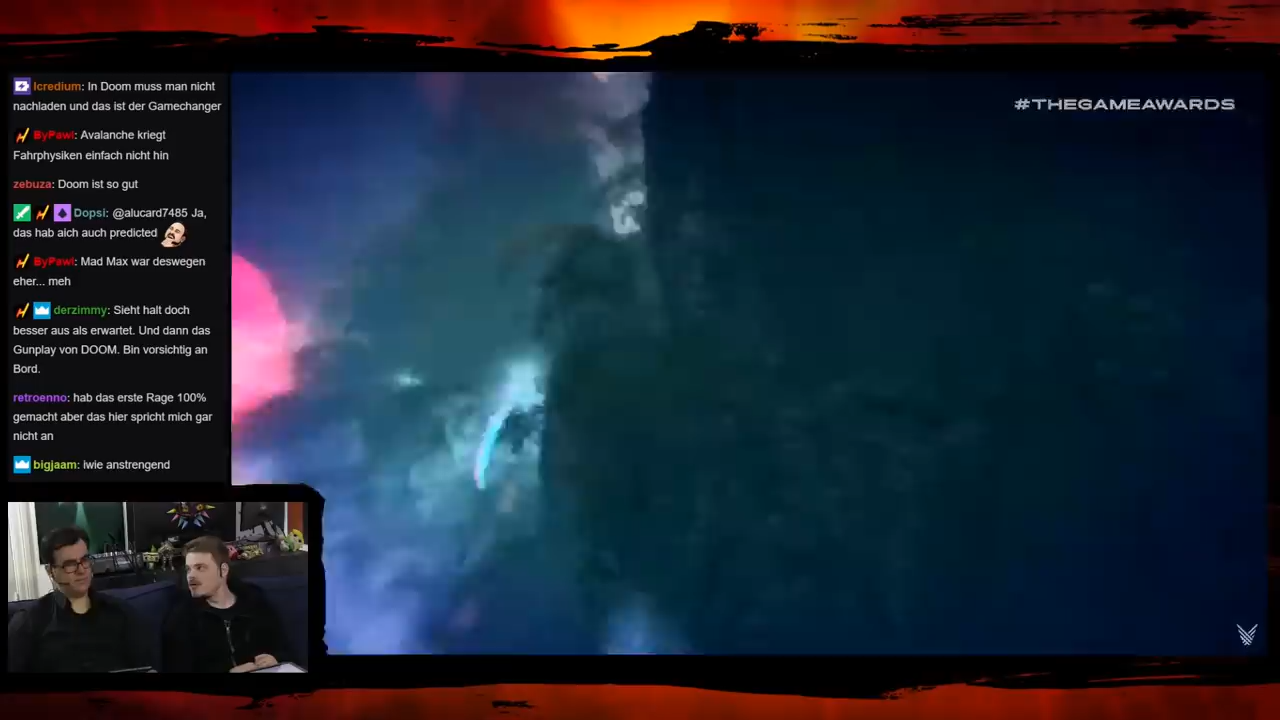 Icredium: In Doom muss man nicht
nachladen und das ist der Gamechanger
ByPawl: Avalanche kriegt
Fahrphysiken einfach nicht hin
zebuza: Doom ist so gut
Dopsi: @alucard7485 Ja,
das hab aich auch predicted
ByPawl: Mad Max war deswegen
eher... meh
derzimmy: Sieht halt doch
besser aus als erwartet. Und dann das
Gunplay von DOOM. Bin vorsichtig an
Bord.
retroenno: hab das erste Rage 100%
gemacht aber das hier spricht mich gar
nicht an
bigjaam: iwie anstrengend
#THEGAMEAWARDS